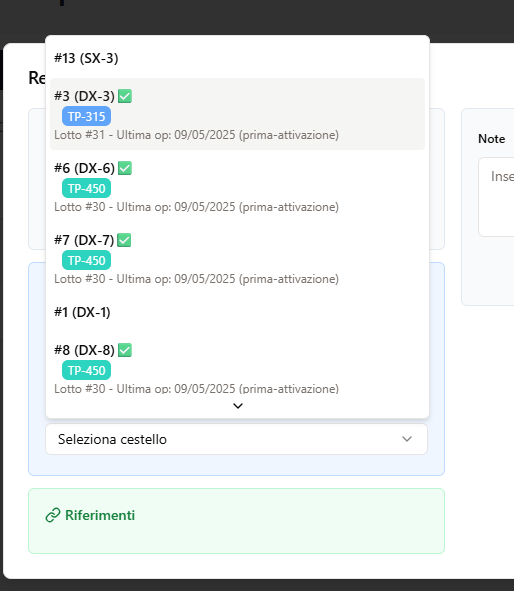 #13 (SX-3)
Re
#3 (DX-3) ✅
TP-315
Lotto #31 - Ultima op: 09/05/2025 (prima-attivazione)
Note
#6 (DX-6) ✅
Inse
TP-450
Lotto #30 - Ultima op: 09/05/2025 (prima-attivazione)
#7 (DX-7) ✅
TP-450
Lotto #30 - Ultima op: 09/05/2025 (prima-attivazione)
#1 (DX-1)
#8 (DX-8) ✅
TP-450
Lotto #30 - Ultima op: 09/05/2025 (prima-attivazione)
Seleziona cestello
Riferimenti